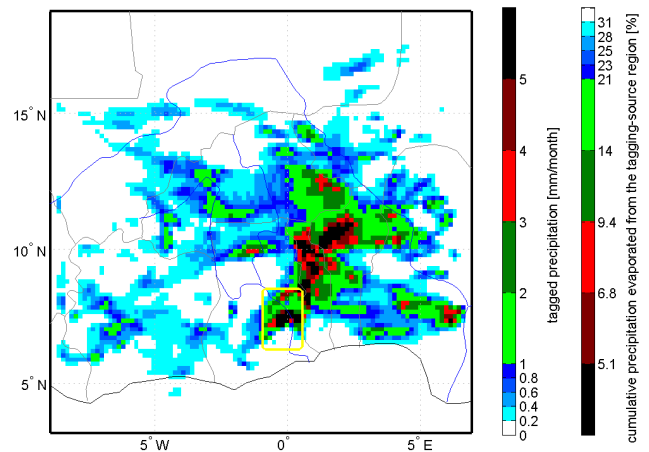 15° N
10° N
5° N
5° W
0°
5° E
5
4
3
2
1
0.8
0.6
0.4
0.2
0
tagged precipitation [mm/month]
31
28
25
23
21
14
9.4
6.8
5.1
cumulative precipitation evaporated from the tagging-source region [%]